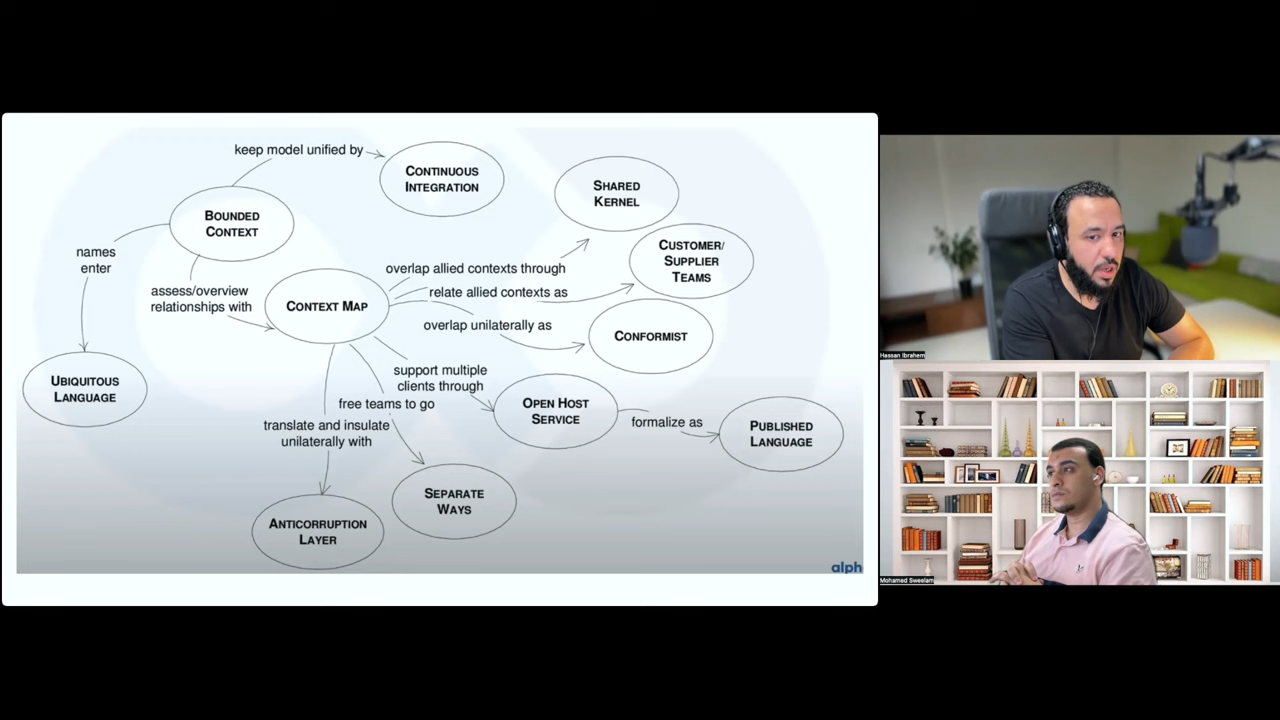 keep model unified by
CONTINUOUS
INTEGRATION
SHARED
KERNEL
BOUNDED
CONTEXT
names
enter
CUSTOMER/
SUPPLIER
TEAMS
assess/overview
relationships with
CONTEXT MAP
overlap allied contexts through
relate allied contexts as
overlap unilaterally as
CONFORMIST
UBIQUITOUS
LANGUAGE
support multiple
clients through
free teams to go
OPEN HOST
SERVICE
formalize as
PUBLISHED
LANGUAGE
translate and insulate
unilaterally with
SEPARATE
WAYS
ANTICORRUPTION
LAYER
alph
Hassan Ibrahem
Mohamed Sweelam